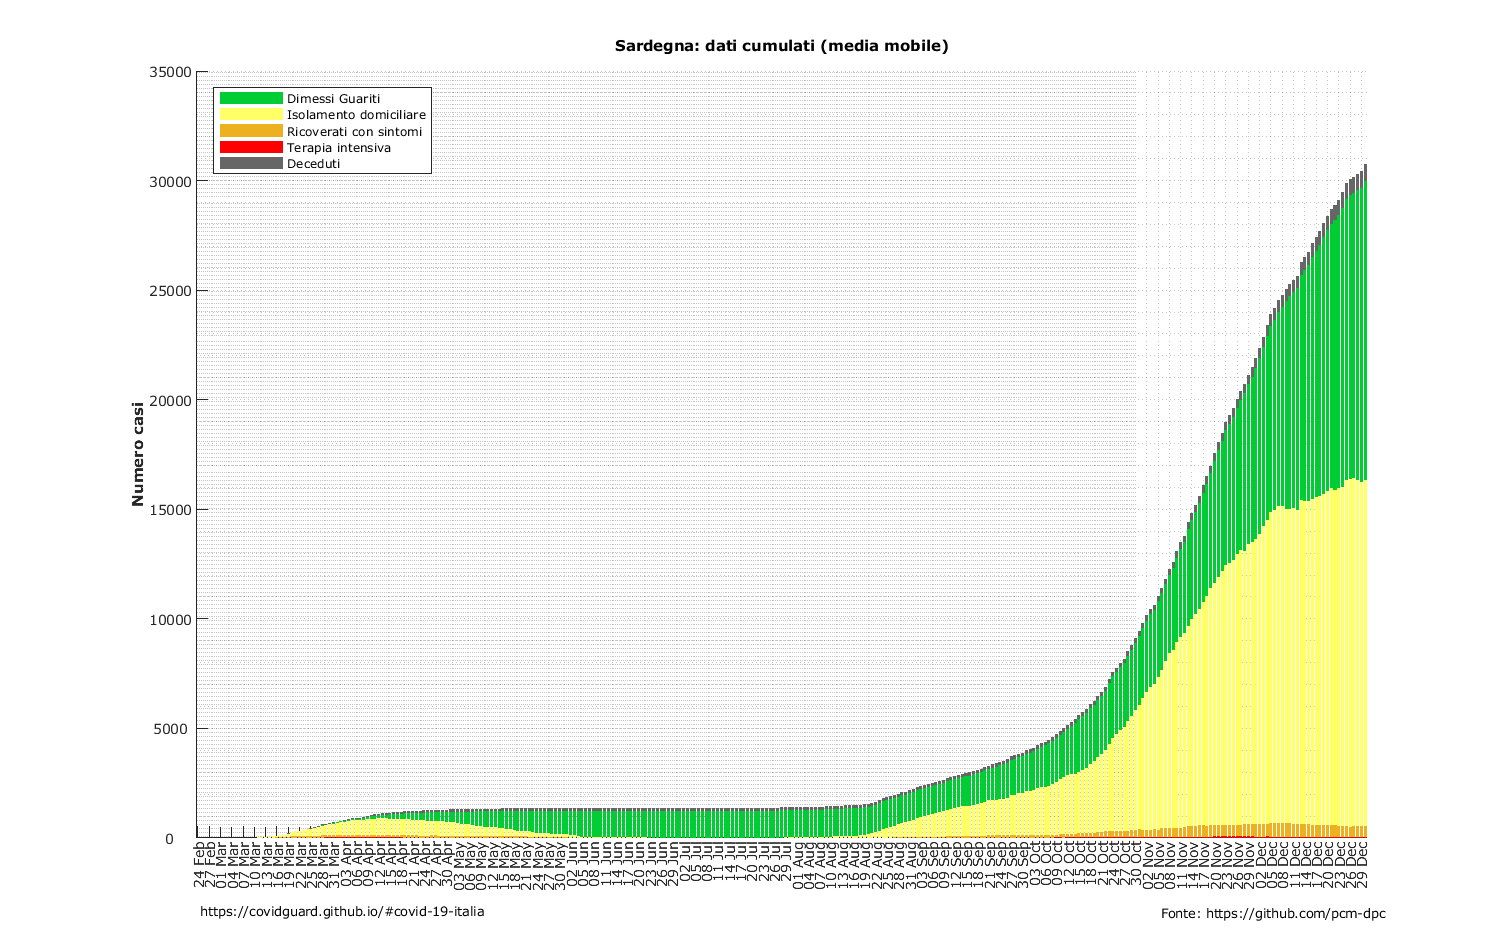 Sardegna: dati cumulati (media mobile)
35000
Dimessi Guariti
Isolamento domiciliare
Ricoverati con sintomi
Terapia intensiva
Deceduti
30000
25000
20000
15000
10000
5000
0
Numero casi
24 Feb
27 Feb
01 Mar
04 Mar
07 Mar
10 Mar
13 Mar
16 Mar
19 Mar
22 Mar
25 Mar
28 Mar
31 Mar
03 Apr
06 Apr
09 Apr
12 Apr
15 Apr
18 Apr
21 Apr
24 Apr
27 Apr
30 Apr
03 May
06 May
09 May
12 May
15 May
18 May
21 May
24 May
27 May
30 May
02 Jun
05 Jun
08 Jun
11 Jun
14 Jun
17 Jun
20 Jun
23 Jun
26 Jun
29 Jun
02 Jul
05 Jul
08 Jul
11 Jul
14 Jul
17 Jul
20 Jul
23 Jul
26 Jul
29 Jul
01 Aug
04 Aug
07 Aug
10 Aug
13 Aug
16 Aug
19 Aug
22 Aug
25 Aug
28 Aug
31 Aug
03 Sep
06 Sep
09 Sep
12 Sep
15 Sep
18 Sep
21 Sep
24 Sep
27 Sep
30 Sep
03 Oct
06 Oct
09 Oct
12 Oct
15 Oct
18 Oct
21 Oct
24 Oct
27 Oct
30 Oct
02 Nov
05 Nov
08 Nov
11 Nov
14 Nov
17 Nov
20 Nov
23 Nov
26 Nov
29 Nov
02 Dec
05 Dec
08 Dec
11 Dec
14 Dec
17 Dec
20 Dec
23 Dec
26 Dec
29 Dec
https://covidguard.github.io/#covid-19-italia
Fonte: https://github.com/pcm-dpc